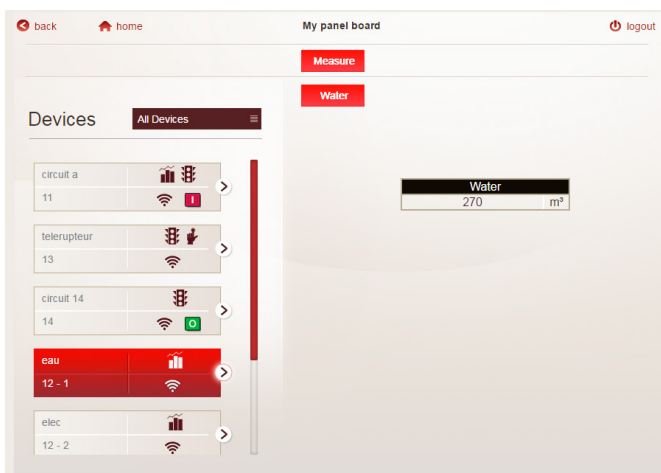 back
home
My panel board
logout
Measure
Water
Devices
All Devices
circuit a
11
I
telerupteur
13
circuit 14
14
O
eau
12 - 1
elec
12 - 2
Water
270 m³